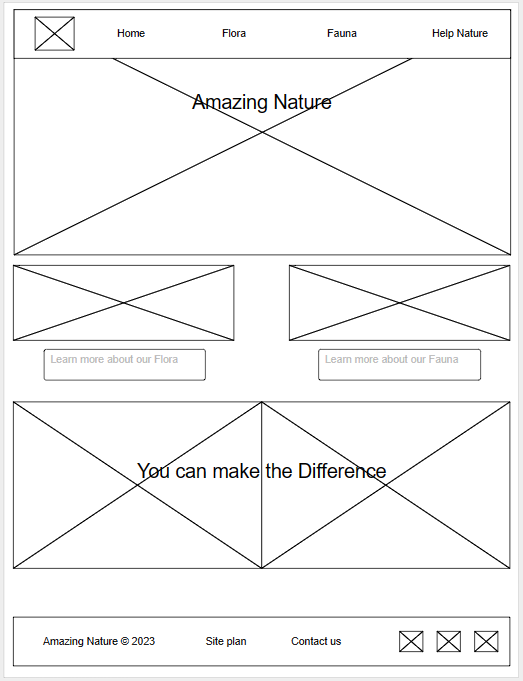 Home Flora Fauna Help Nature
Amazing Nature
Learn more about our Flora
Learn more about our Fauna
You can make the Difference
Amazing Nature © 2023 Site plan Contact us